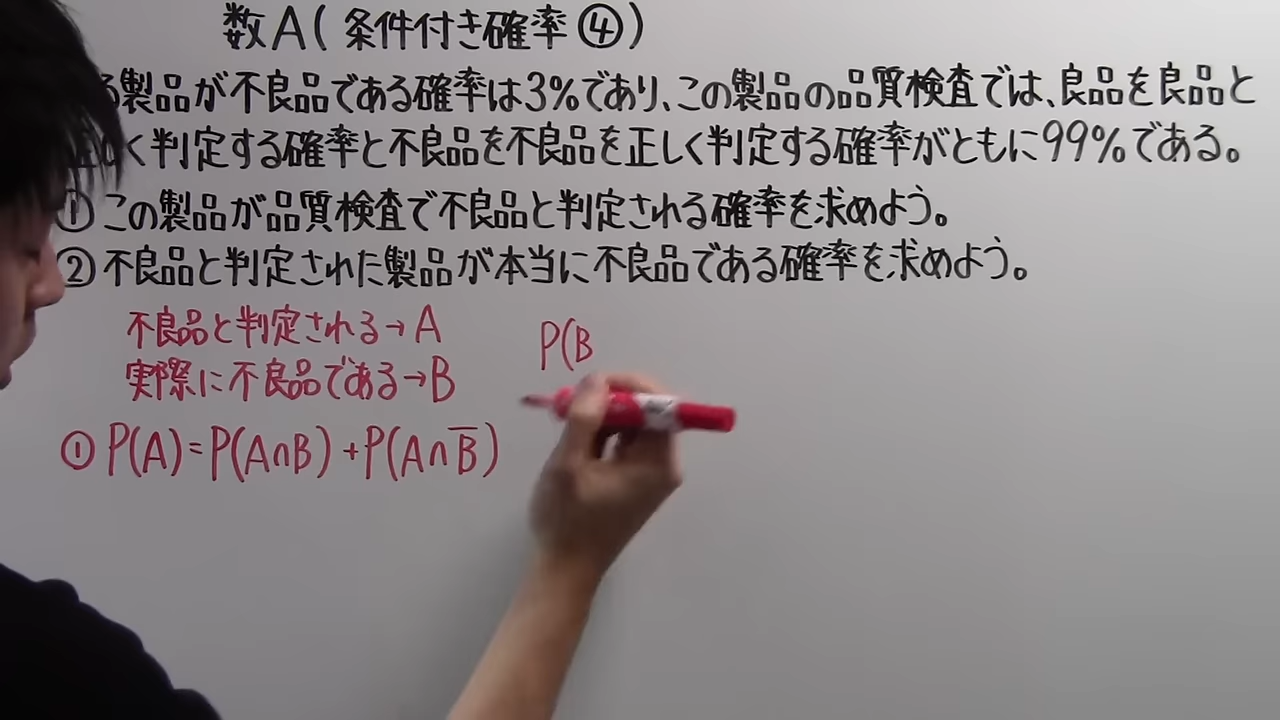 数A(条件付き確率④)
る製品が不良品である確率は3%であり、この製品の品質検査では、良品を良品と
正しく判定する確率と不良品を不良品を正しく判定する確率がともに99%である。
①この製品が品質検査で不良品と判定される確率を求めよう。
②不良品と判定された製品が本当に不良品である確率を求めよう。
不良品と判定される→A
P(B
実際に不良品である→B
①P(A)=P(A∩B)+P(A∩B̅)